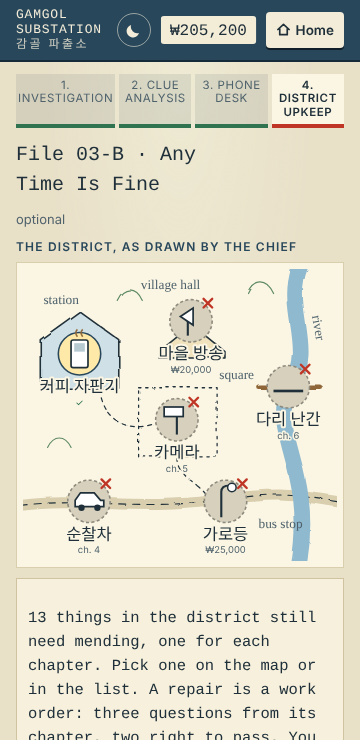 GAMGOL
SUBSTATION
감골 파출소
₩205,200
Home
1. INVESTIGATION
2. CLUE ANALYSIS
3. PHONE DESK
4. DISTRICT UPKEEP
File 03-B · Any
Time Is Fine
optional
THE DISTRICT, AS DRAWN BY THE CHIEF
village hall
station
river
마을 방송
₩20,000
커피 자판기
square
다리 난간
ch. 6
카메라
ch. 5
순찰차
ch. 4
가로등
₩25,000
bus stop
13 things in the district still
need mending, one for each
chapter. Pick one on the map or
in the list. A repair is a work
order: three questions from its
chapter, two right to pass. You